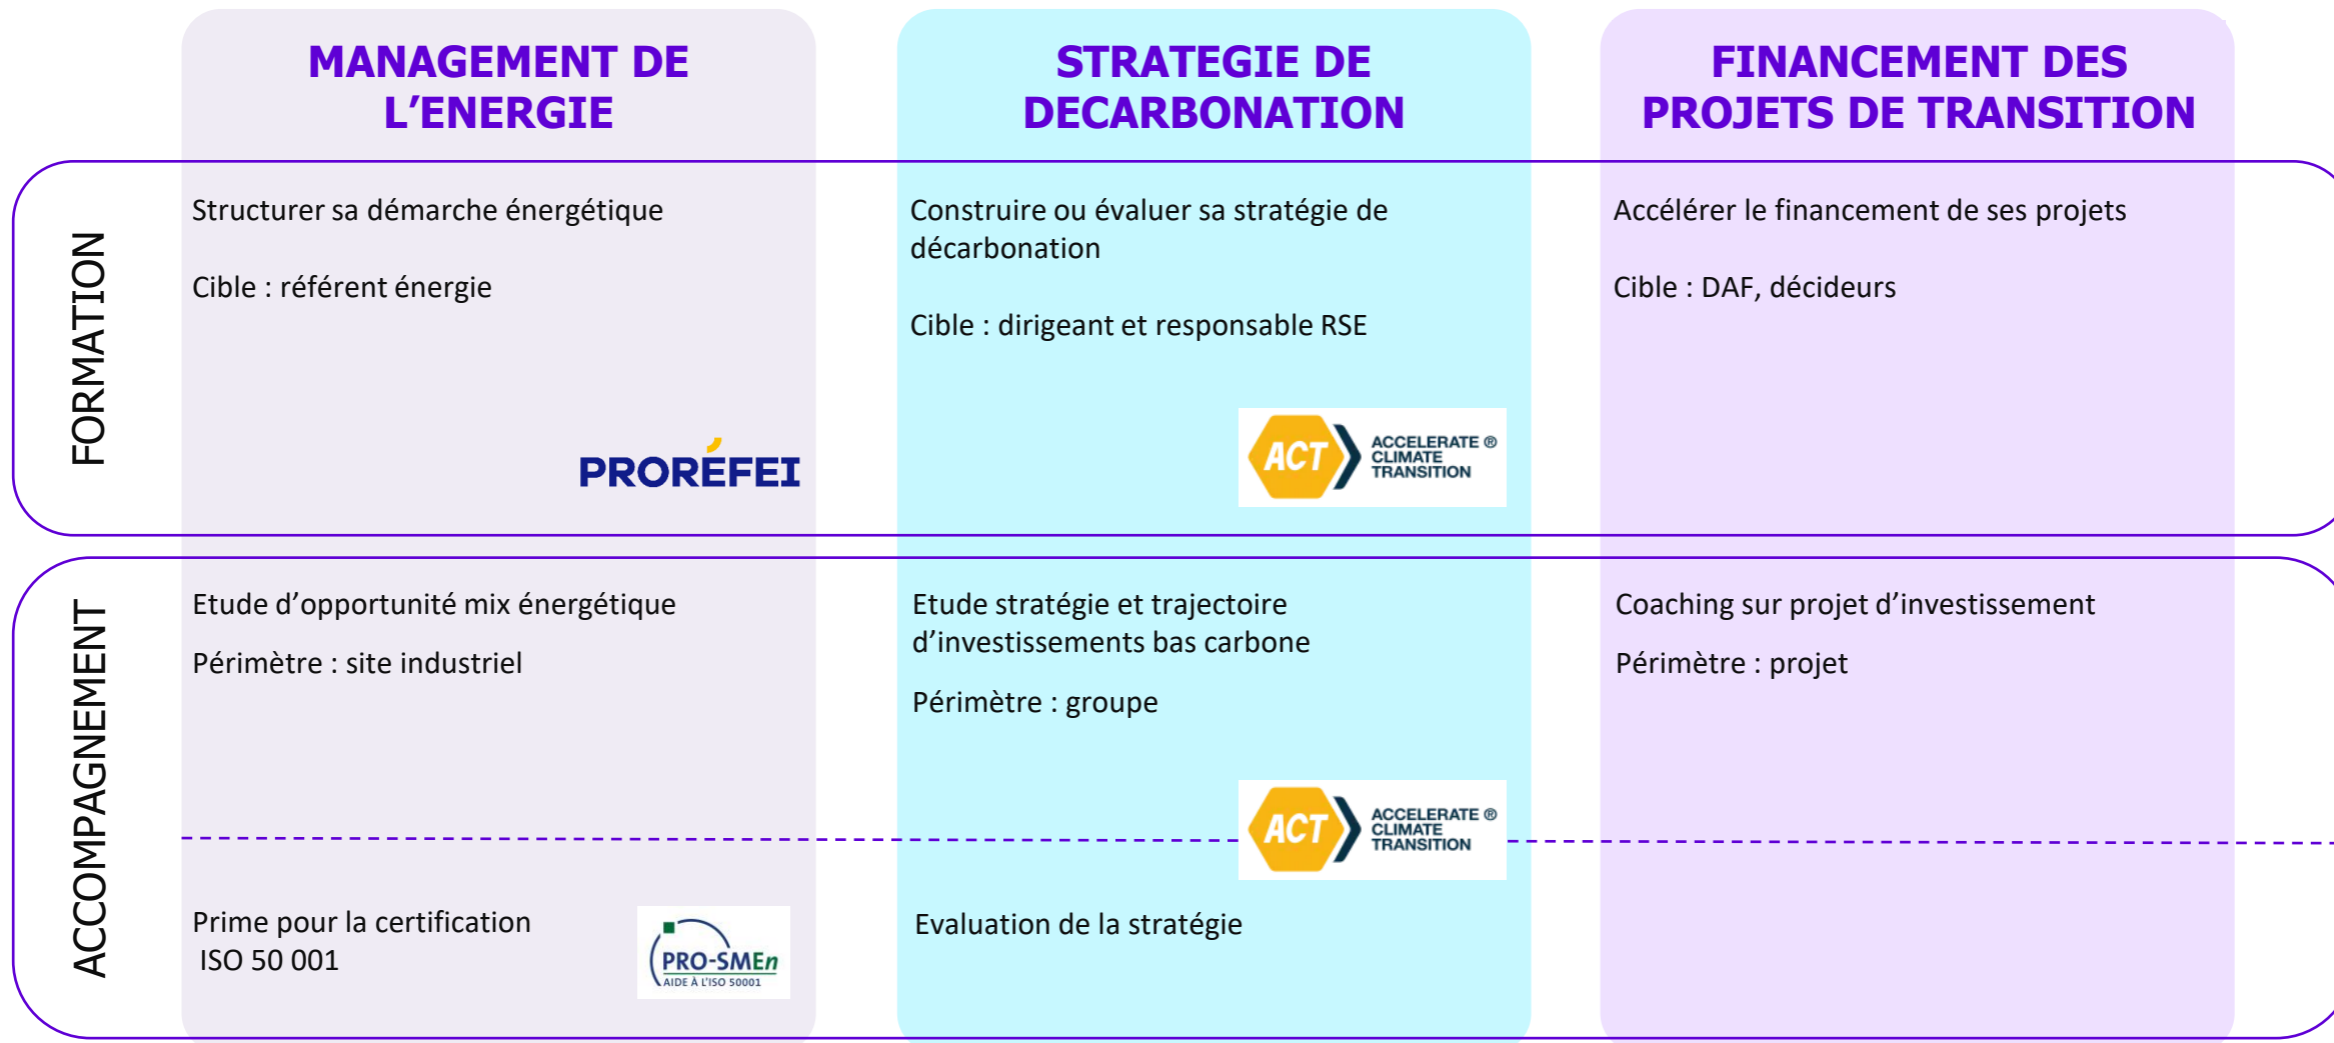 MANAGEMENT DE
L’ENERGIE
STRATEGIE DE
DECARBONATION
FINANCEMENT DES
PROJETS DE TRANSITION
FORMATION
Structurer sa démarche énergétique
Cible : référent énergie
PRORÉFEI
Construire ou évaluer sa stratégie de
décarbonation
Cible : dirigeant et responsable RSE
ACT
ACCELERATE ®
CLIMATE
TRANSITION
Accélérer le financement de ses projets
Cible : DAF, décideurs
ACCOMPAGNEMENT
Etude d’opportunité mix énergétique
Périmètre : site industriel
Etude stratégie et trajectoire
d’investissements bas carbone
Périmètre : groupe
ACT
ACCELERATE ®
CLIMATE
TRANSITION
Coaching sur projet d’investissement
Périmètre : projet
Prime pour la certification
ISO 50 001
PRO-SMEn
AIDE À L'ISO 50001
Evaluation de la stratégie